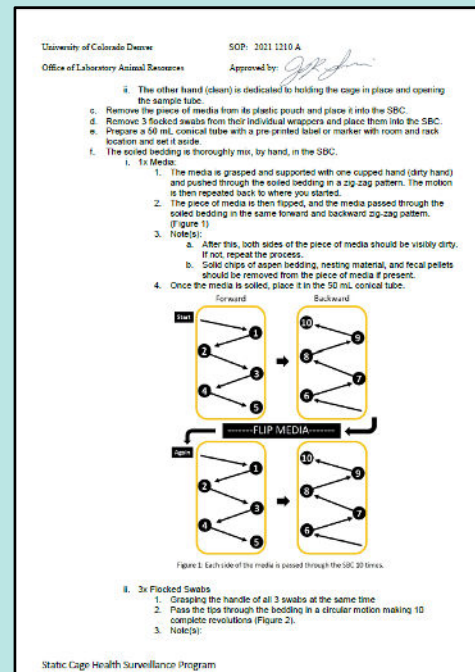 University of Colorado Denver SOP: 2021 1210 A
Office of Laboratory Animal Resources Approved by:
ii. The other hand (clean) is dedicated to holding the cage in place and opening
the sample tube.
c. Remove the piece of media from its plastic pouch and place it into the SBC.
d. Remove 3 flocked swabs from their individual wrappers and place them into the SBC.
e. Prepare a 50 mL conical tube with a pre-printed label or marker with room and rack
location and set it aside.
f. The soiled bedding is thoroughly mix, by hand, in the SBC.
i. 1x Media:
1. The media is grasped and supported with one cupped hand (dirty hand)
and pushed through the soiled bedding in a zig-zag pattern. The motion
is then repeated back to where you started.
2. The piece of media is then flipped, and the media passed through the
soiled bedding in the same forward and backward zig-zag pattern.
(Figure 1)
3. Note(s):
a. After this, both sides of the piece of media should be visibly dirty.
If not, repeat the process.
b. Solid chips of aspen bedding, nesting material, and fecal pellets
should be removed from the piece of media if present.
4. Once the media is soiled, place it in the 50 mL conical tube.
Forward Backward
Start
1
2
3
4
5
10
9
8
7
6
-------FLIP MEDIA-------
Again
1
2
3
4
5
10
9
8
7
6
Figure 1: Each side of the media is passed through the SBC 10 times.
ii. 3x Flocked Swabs
1. Grasping the handle of all 3 swabs at the same time
2. Pass the tips through the bedding in a circular motion making 10
complete revolutions (Figure 2).
3. Note(s):
Static Cage Health Surveillance Program